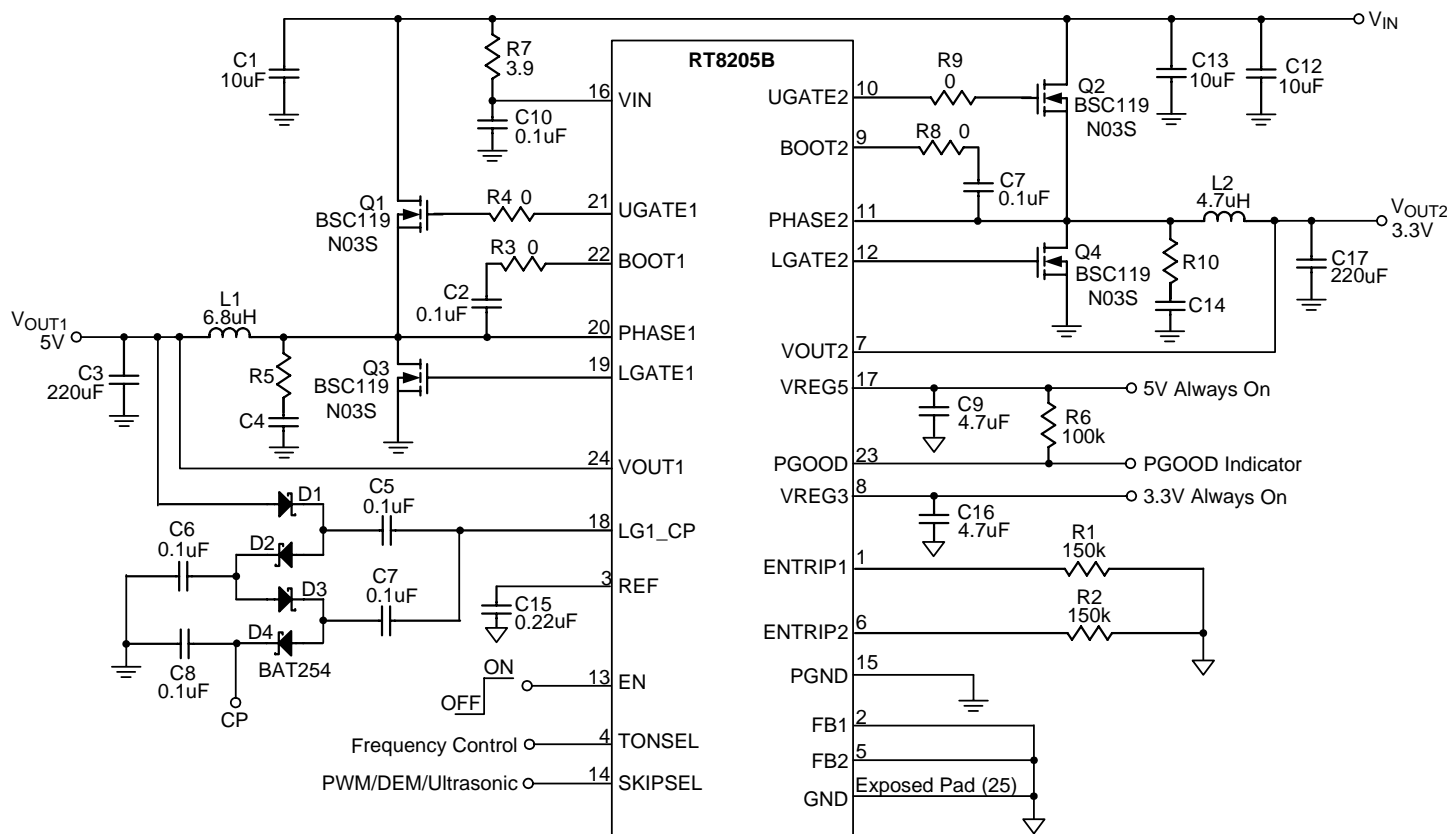 VIN
C1
10uF
R7
3.9
RT8205B
R9
0
C13
10uF
C12
10uF
16
VIN
UGATE2
10
Q2
BSC119
N03S
C10
0.1uF
BOOT2
9
R8 0
C7
0.1uF
Q1
BSC119
N03S
R4 0
21
UGATE1
PHASE2
11
L2
4.7uH
VOUT2
3.3V
R3 0
22
BOOT1
LGATE2
12
Q4
BSC119
N03S
R10
C17
220uF
C2
0.1uF
C14
L1
6.8uH
VOUT1
5V
20
PHASE1
C3
220uF
R5
C4
Q3
BSC119
N03S
19
LGATE1
VOUT2
7
VREG5
17
5V Always On
C9
4.7uF
R6
100k
24
VOUT1
PGOOD
23
PGOOD Indicator
VREG3
8
3.3V Always On
D1
C5
0.1uF
18
LG1_CP
C16
4.7uF
C6
0.1uF
D2
D3
C7
0.1uF
3
REF
C15
0.22uF
ENTRIP1
1
R1
150k
D4
BAT254
C8
0.1uF
CP
ENTRIP2
6
R2
150k
ON
OFF
13
EN
PGND
15
Frequency Control
4
TONSEL
FB1
2
FB2
5
PWM/DEM/Ultrasonic
14
SKIPSEL
GND
Exposed Pad (25)